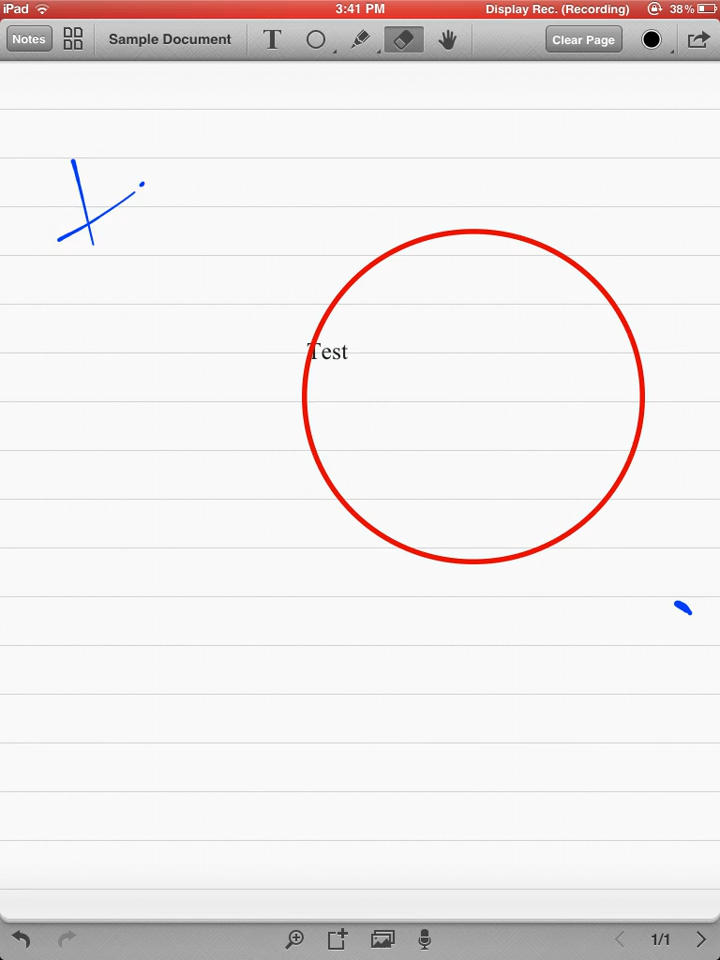 iPad 3:41 PM Display Rec. (Recording) 38%
Notes Sample Document T Clear Page
Test
1/1